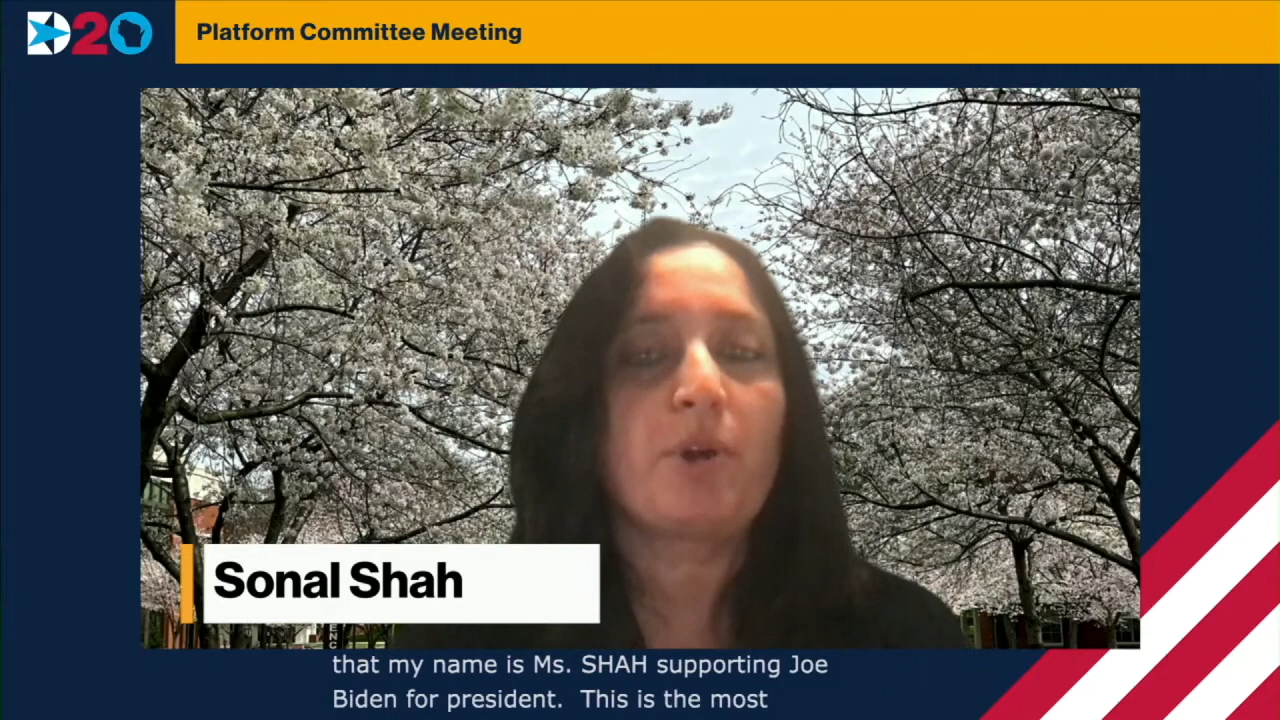 D20
Platform Committee Meeting
Sonal Shah
ENC
that my name is Ms. SHAH supporting Joe
Biden for president.  This is the most